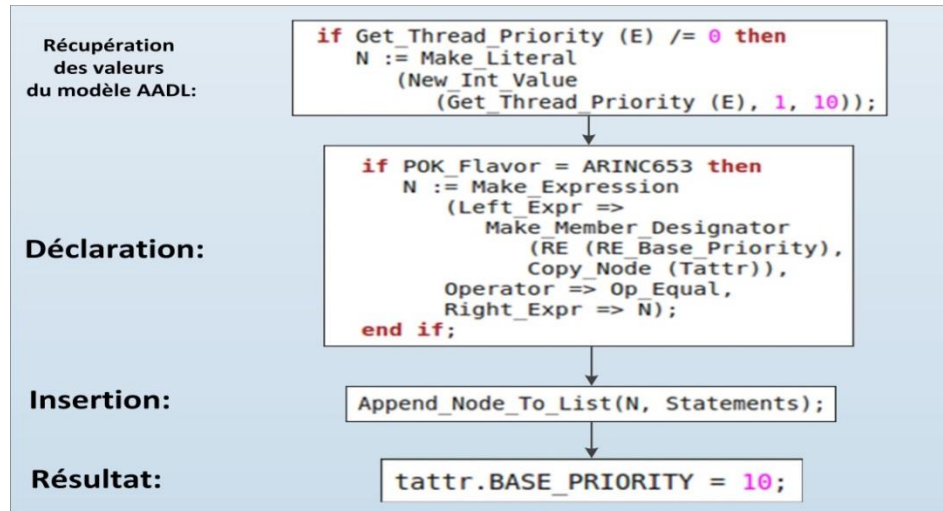 Récupération
des valeurs
du modèle AADL:
if Get_Thread_Priority (E) /= 0 then
N := Make_Literal
(New_Int_Value
(Get_Thread_Priority (E), 1, 10));
Déclaration:
if POK_Flavor = ARINC653 then
N := Make_Expression
(Left_Expr =>
Make_Member_Designator
(RE (RE_Base_Priority),
Copy_Node (Tattr)),
Operator => Op_Equal,
Right_Expr => N);
end if;
Insertion:
Append_Node_To_List(N, Statements);
Résultat:
tattr.BASE_PRIORITY = 10;